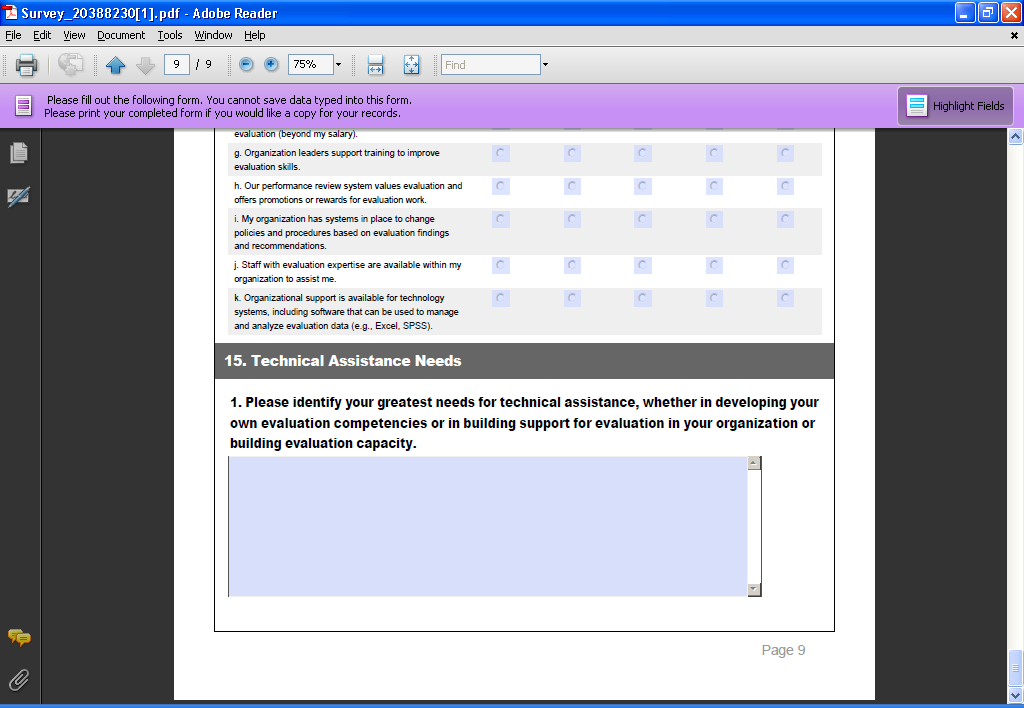 Survey_20388230[1].pdf - Adobe Reader
File Edit View Document Tools Window Help
9 / 9 75% Find
Please fill out the following form. You cannot save data typed into this form.
Please print your completed form if you would like a copy for your records.
Highlight Fields
evaluation (beyond my salary).
g. Organization leaders support training to improve
evaluation skills.
h. Our performance review system values evaluation and
offers promotions or rewards for evaluation work.
i. My organization has systems in place to change
policies and procedures based on evaluation findings
and recommendations.
j. Staff with evaluation expertise are available within my
organization to assist me.
k. Organizational support is available for technology
systems, including software that can be used to manage
and analyze evaluation data (e.g., Excel, SPSS).
15. Technical Assistance Needs
1. Please identify your greatest needs for technical assistance, whether in developing your
own evaluation competencies or in building support for evaluation in your organization or
building evaluation capacity.
Page 9